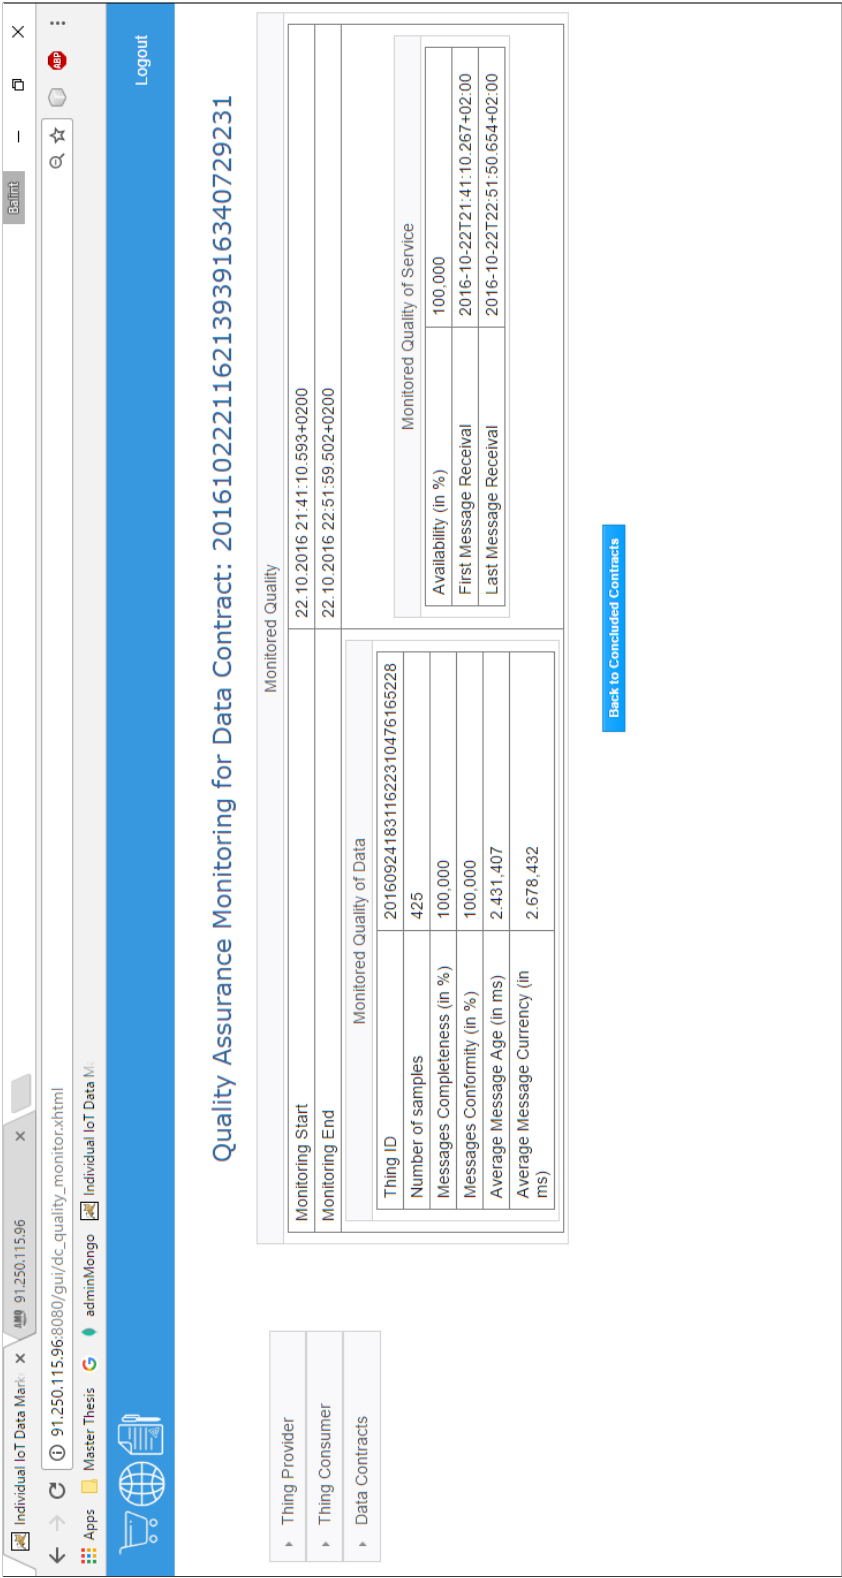 Balint
Individual IoT Data Mark
AMQ 91.250.115.96
91.250.115.96:8080/gui/dc_quality_monitor.xhtml
ABP
Apps
Master Thesis
G
adminMongo
Individual IoT Data M
Logout
Thing Provider
Thing Consumer
Data Contracts
Quality Assurance Monitoring for Data Contract: 2016102221162139391634072923​1
Monitored Quality
Monitoring Start 22.10.2016 21:41:10.593+0200
Monitoring End 22.10.2016 22:51:59.502+0200
Monitored Quality of Data
Thing ID 20160924183116223104761​65228
Number of samples 425
Messages Completeness (in %) 100,000
Messages Conformity (in %) 100,000
Average Message Age (in ms) 2.431,407
Average Message Currency (in
ms) 2.678,432
Monitored Quality of Service
Availability (in %) 100,000
First Message Receival 2016-10-22T21:41:10.267+02:00
Last Message Receival 2016-10-22T22:51:50.654+02:00
Back to Concluded Contracts